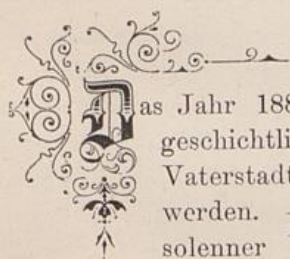 Das Jahr 188
geschichtli
Vaterstadt
werden.
solenner